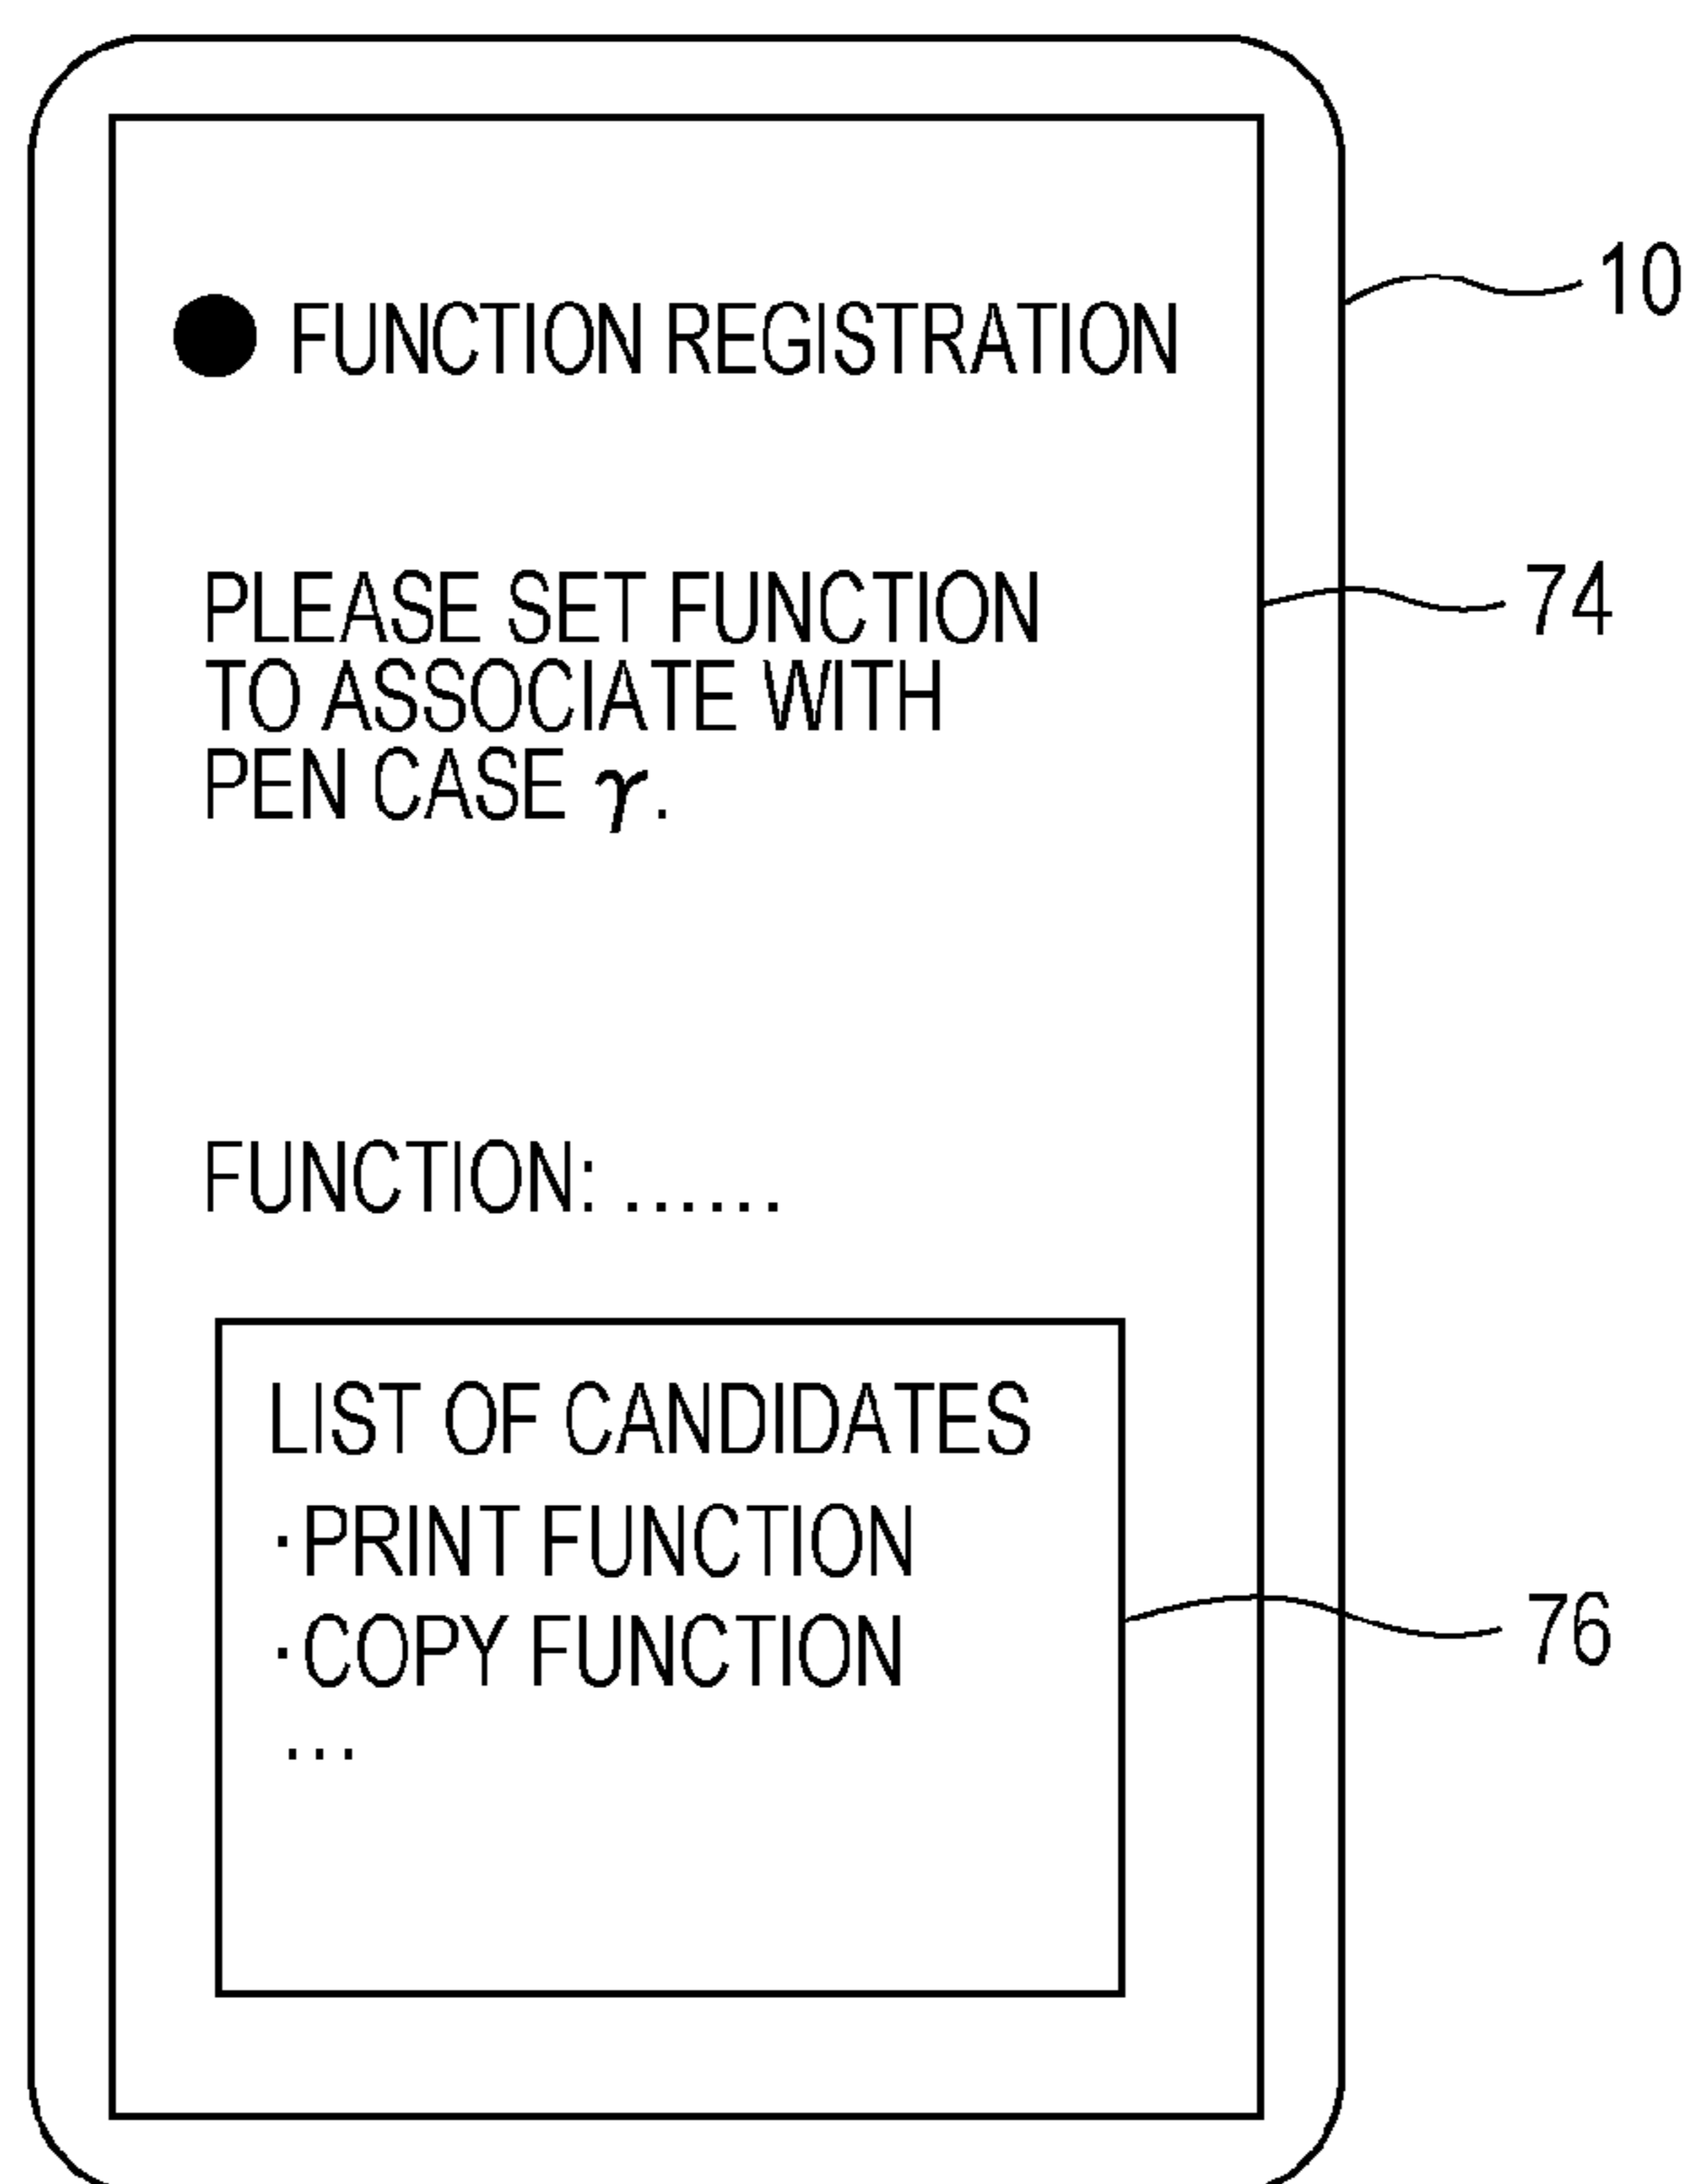 ● FUNCTION REGISTRATION
10
PLEASE SET FUNCTION
74
TO ASSOCIATE WITH
PEN CASE γ.
FUNCTION: ......
LIST OF CANDIDATES
·PRINT FUNCTION
·COPY FUNCTION
76
...